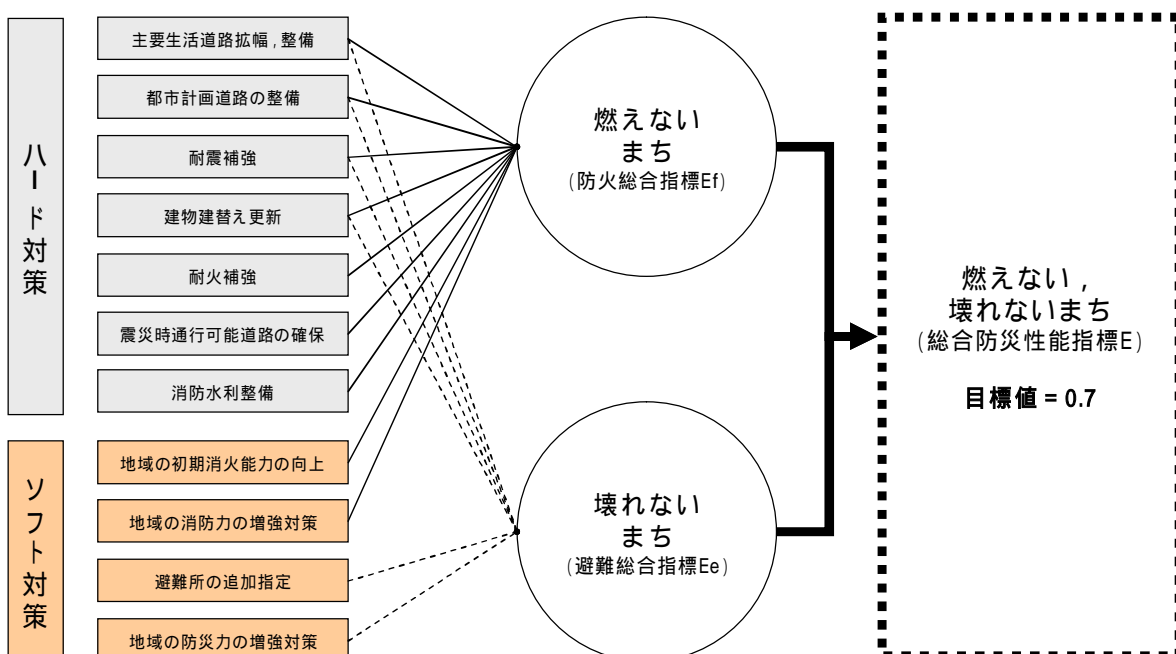 ハード対策
主要生活道路拡幅，整備
都市計画道路の整備
耐震補強
建物建替え更新
耐火補強
震災時通行可能道路の確保
消防水利整備
ソフト対策
地域の初期消火能力の向上
地域の消防力の増強対策
避難所の追加指定
地域の防災力の増強対策
燃えない
まち
(防火総合指標Ef)
壊れない
まち
(避難総合指標Ee)
燃えない，
壊れないまち
(総合防災性能指標E)
目標値 = 0.7